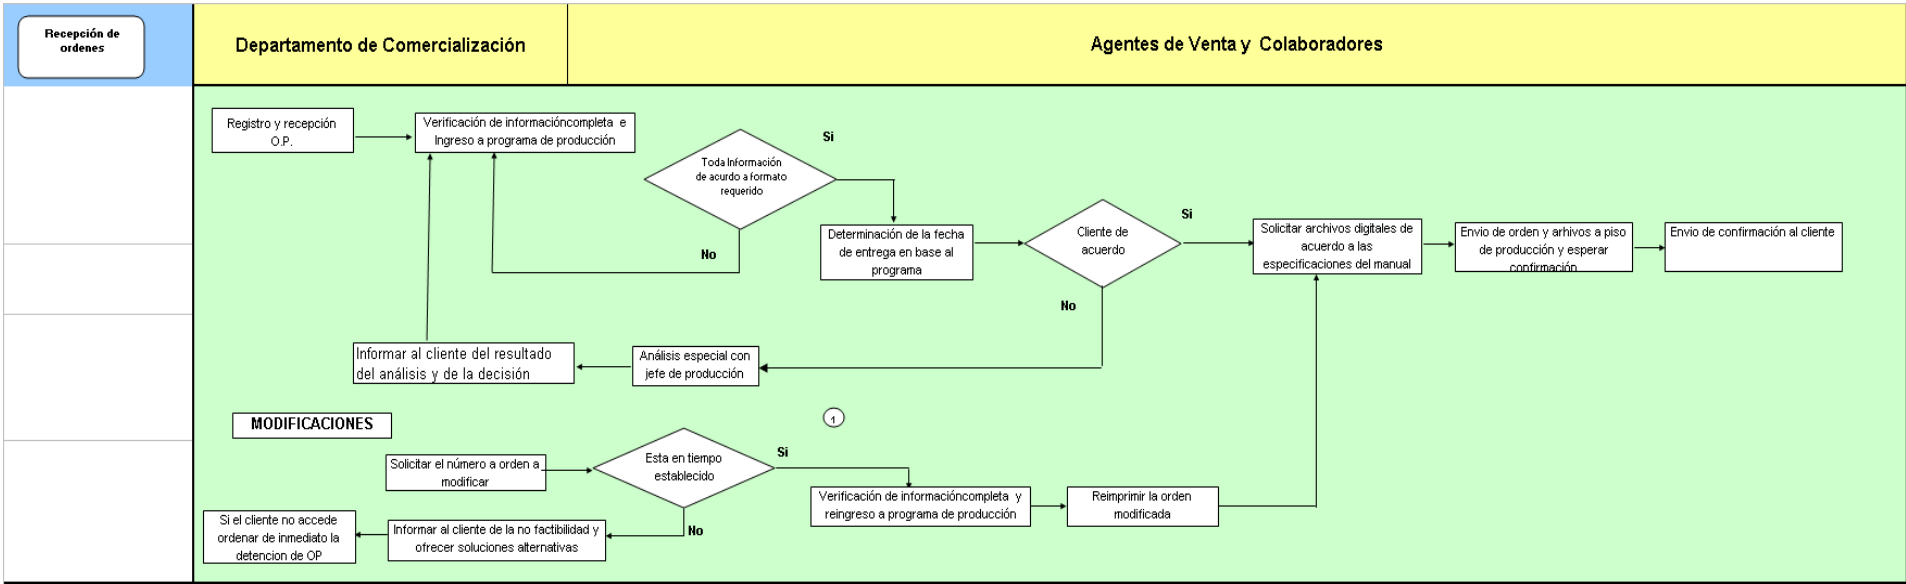 Recepción de
ordenes
Departamento de Comercialización
Agentes de Venta y Colaboradores
Registro y recepción
O.P.
Verificación de informacióncompleta e
Ingreso a programa de producción
Toda Información
de acurdo a formato
requerido
Si
No
Determinación de la fecha
de entrega en base al
programa
Cliente de
acuerdo
Si
No
Solicitar archivos digitales de
acuerdo a las
especificaciones del manual
Envio de orden y arhivos a piso
de producción y esperar
confirmación
Envio de confirmación al cliente
Informar al cliente del resultado
del análisis y de la decisión
Análisis especial con
jefe de producción
MODIFICACIONES
1
Solicitar el número a orden a
modificar
Esta en tiempo
establecido
Si
No
Verificación de informacióncompleta y
reingreso a programa de producción
Reimprimir la orden
modificada
Si el cliente no accede
ordenar de inmediato la
detencion de OP
Informar al cliente de la no factibilidad y
ofrecer soluciones alternativas